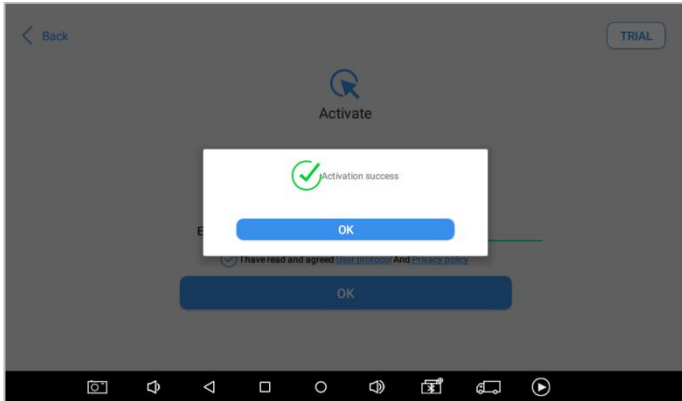 Back
TRIAL
Activate
Activation success
OK
E
I have read and agreed User protocol And Privacy policy
OK